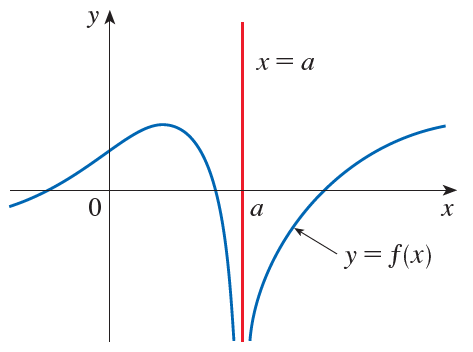 y
x = a
0
a
x
y = f(x)